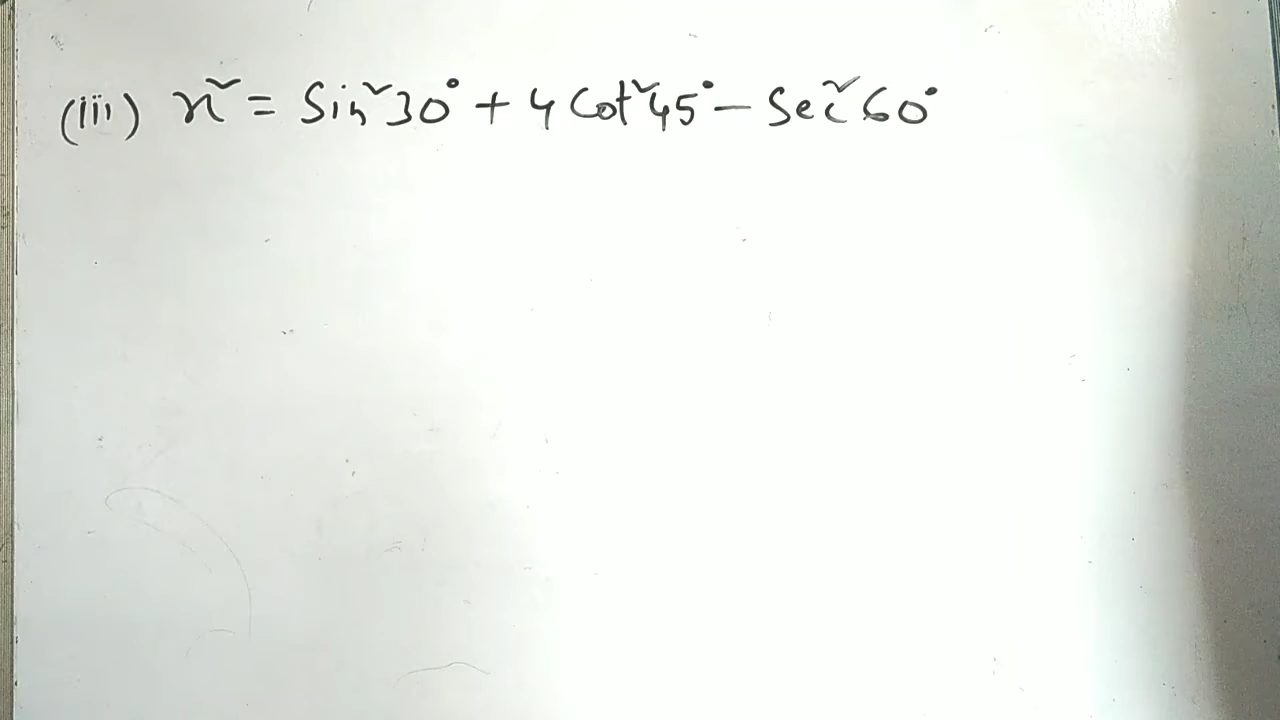 (iii) x² = Sin²30° + 4 Cot²45° – Sec²60°